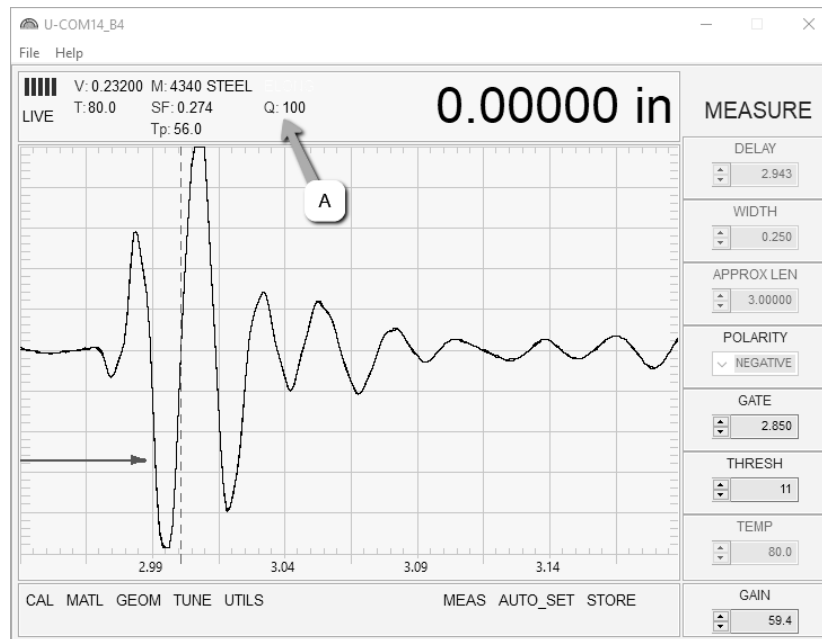 U-COM14_B4
File Help
LIVE
V: 0.23200 M: 4340 STEEL
T: 80.0 SF: 0.274 Q: 100
Tp: 56.0
0.00000 in
A
MEASURE
DELAY
2.943
WIDTH
0.250
APPROX LEN
3.00000
POLARITY
NEGATIVE
GATE
2.850
THRESH
11
TEMP
80.0
GAIN
59.4
2.99 3.04 3.09 3.14
CAL MATL GEOM TUNE UTILS MEAS AUTO_SET STORE